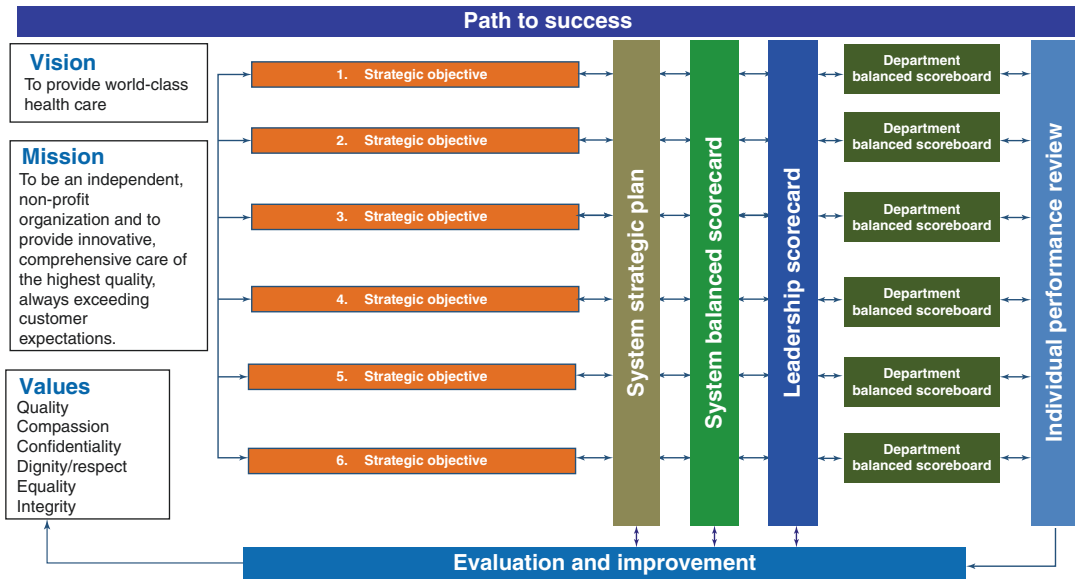 Path to success
Vision
To provide world-class
health care
Mission
To be an independent,
non-profit
organization and to
provide innovative,
comprehensive care of
the highest quality,
always exceeding
customer
expectations.
Values
Quality
Compassion
Confidentiality
Dignity/respect
Equality
Integrity
1. Strategic objective
2. Strategic objective
3. Strategic objective
4. Strategic objective
5. Strategic objective
6. Strategic objective
System strategic plan
System balanced scorecard
Leadership scorecard
Department
balanced scoreboard
Department
balanced scoreboard
Department
balanced scoreboard
Department
balanced scoreboard
Department
balanced scoreboard
Department
balanced scoreboard
Individual performance review
Evaluation and improvement